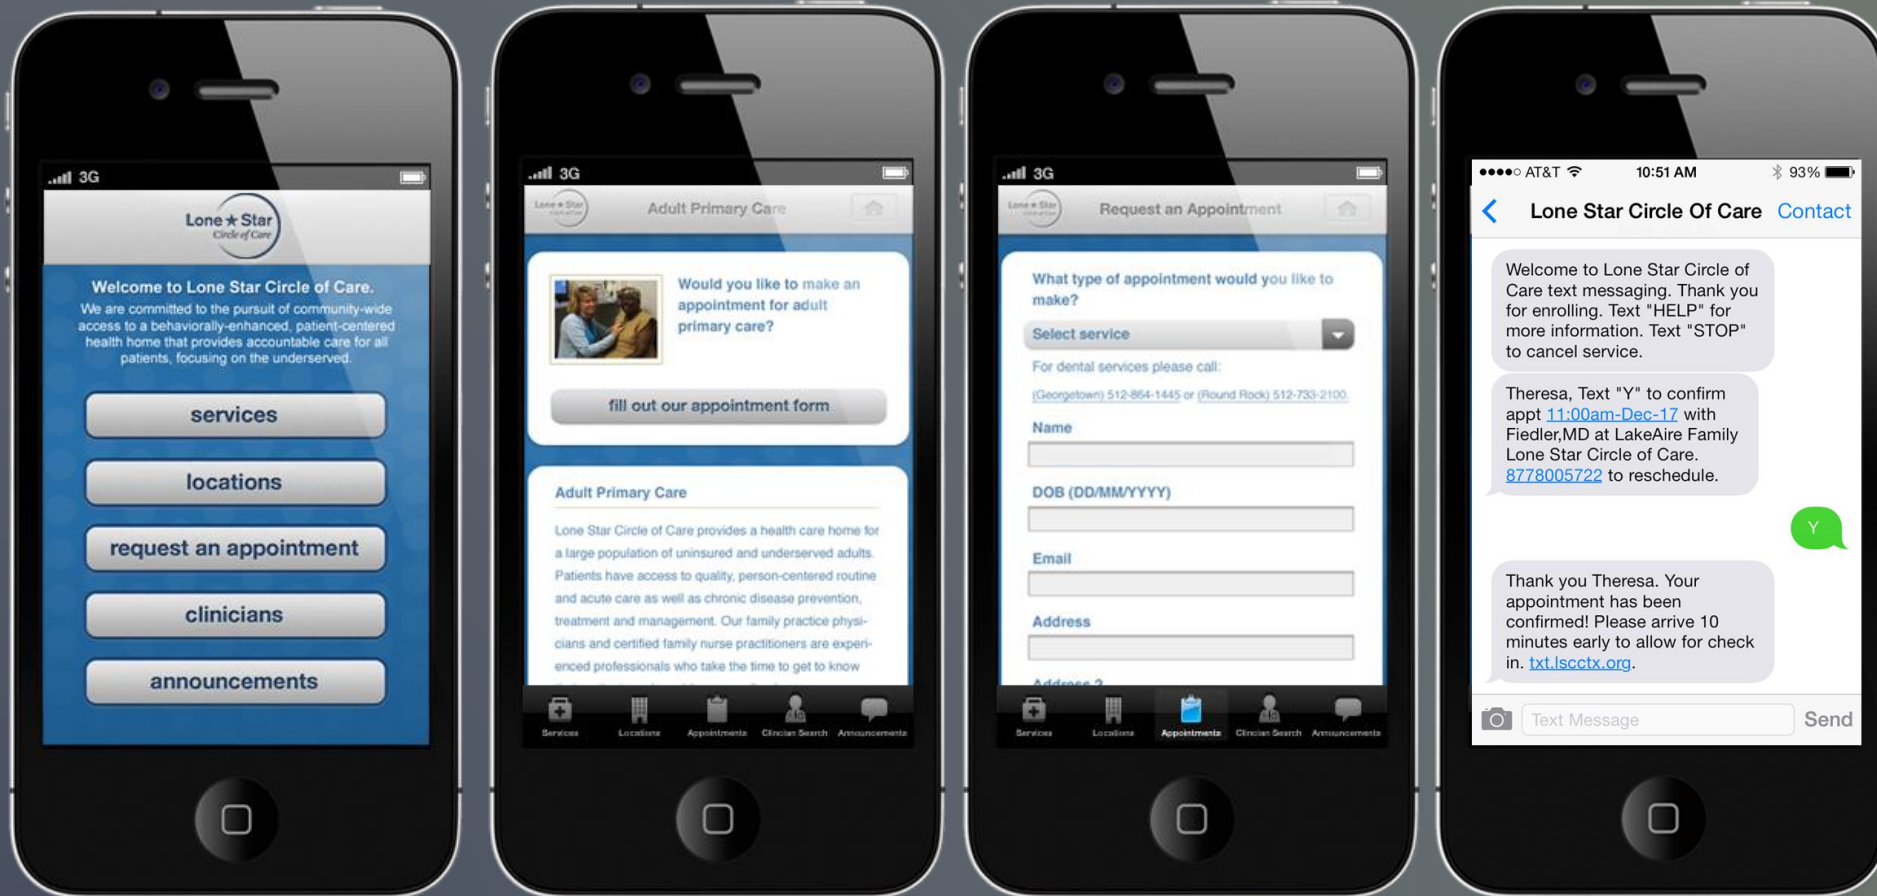 3G
Lone ★ Star
Circle of Care
Welcome to Lone Star Circle of Care.
We are committed to the pursuit of community-wide
access to a behaviorally-enhanced, patient-centered
health home that provides accountable care for all
patients, focusing on the underserved.
services
locations
request an appointment
clinicians
announcements
3G
Lone ★ Star
Adult Primary Care
Would you like to make an
appointment for adult
primary care?
fill out our appointment form
Adult Primary Care
Lone Star Circle of Care provides a health care home for
a large population of uninsured and underserved adults.
Patients have access to quality, person-centered routine
and acute care as well as chronic disease prevention,
treatment and management. Our family practice physi-
cians and certified family nurse practitioners are experi-
enced professionals who take the time to get to know
Services
Locations
Appointments
Clincian Search
Announcements
3G
Lone ★ Star
Request an Appointment
What type of appointment would you like to
make?
Select service
For dental services please call:
(Georgetown) 512-864-1445 or (Round Rock) 512-733-2100.
Name
DOB (DD/MM/YYYY)
Email
Address
Address 2
Services
Locations
Appointments
Clincian Search
Announcements
AT&T 10:51 AM 93%
Lone Star Circle Of Care Contact
Welcome to Lone Star Circle of
Care text messaging. Thank you
for enrolling. Text "HELP" for
more information. Text "STOP"
to cancel service.
Theresa, Text "Y" to confirm
appt 11:00am-Dec-17 with
Fiedler,MD at LakeAire Family
Lone Star Circle of Care.
8778005722 to reschedule.
Y
Thank you Theresa. Your
appointment has been
confirmed! Please arrive 10
minutes early to allow for check
in. txt.lscctx.org.
Text Message
Send